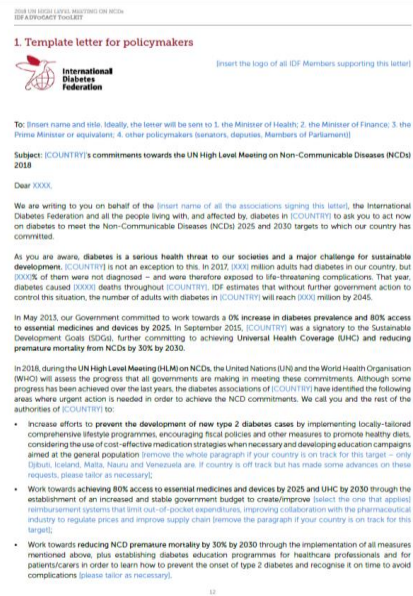 2018 UN HIGH LEVEL MEETING ON NCDs
IDF ADVOCACY TOOLKIT
1. Template letter for policymakers
International
Diabetes
Federation
[insert the logo of all IDF Members supporting this letter]
To: [insert name and title. Ideally, the letter will be sent to 1. the Minister of Health; 2. the Minister of Finance; 3. the
Prime Minister or equivalent; 4. other policymakers (senators, deputies, Members of Parliament)]
Subject: [COUNTRY]'s commitments towards the UN High Level Meeting on Non-Communicable Diseases (NCDs)
2018
Dear XXXX,
We are writing to you on behalf of the [insert name of all the associations signing this letter], the International
Diabetes Federation and all the people living with, and affected by, diabetes in [COUNTRY] to ask you to act now
on diabetes to meet the Non-Communicable Diseases (NCDs) 2025 and 2030 targets to which our country has
committed.
As you are aware, diabetes is a serious health threat to our societies and a major challenge for sustainable
development. [COUNTRY] is not an exception to this. In 2017, [XXX] million adults had diabetes in our country, but
[XXX]% of them were not diagnosed – and were therefore exposed to life-threatening complications. That year,
diabetes caused [XXXX] deaths throughout [COUNTRY]. IDF estimates that without further government action to
control this situation, the number of adults with diabetes in [COUNTRY] will reach [XXX] million by 2045.
In May 2013, our Government committed to work towards a 0% increase in diabetes prevalence and 80% access
to essential medicines and devices by 2025. In September 2015, [COUNTRY] was a signatory to the Sustainable
Development Goals (SDGs), further committing to achieving Universal Health Coverage (UHC) and reducing
premature mortality from NCDs by 30% by 2030.
In 2018, during the UN High Level Meeting (HLM) on NCDs, the United Nations (UN) and the World Health Organisation
(WHO) will assess the progress that all governments are making in meeting these commitments. Although some
progress has been achieved over the last years, the diabetes associations of [COUNTRY] have identified the following
areas where urgent action is needed in order to achieve the NCD commitments. We call you and the rest of the
authorities of [COUNTRY] to:
• Increase efforts to prevent the development of new type 2 diabetes cases by implementing locally-tailored
comprehensive lifestyle programmes, encouraging fiscal policies and other measures to promote healthy diets,
considering the use of cost-effective medication strategies when necessary and developing education campaigns
aimed at the general population [remove the whole paragraph if your country is on track for this target – only
Djibuti, Iceland, Malta, Nauru and Venezuela are. If country is off track but has made some advances on these
requests, please tailor as necessary];
• Work towards achieving 80% access to essential medicines and devices by 2025 and UHC by 2030 through the
establishment of an increased and stable government budget to create/improve [select the one that applies]
reimbursement systems that limit out-of-pocket expenditures, improving collaboration with the pharmaceutical
industry to regulate prices and improve supply chain [remove the paragraph if your country is on track for this
target];
• Work towards reducing NCD premature mortality by 30% by 2030 through the implementation of all measures
mentioned above, plus establishing diabetes education programmes for healthcare professionals and for
patients/carers in order to learn how to prevent the onset of type 2 diabetes and recognise it on time to avoid
complications [please tailor as necessary].
12